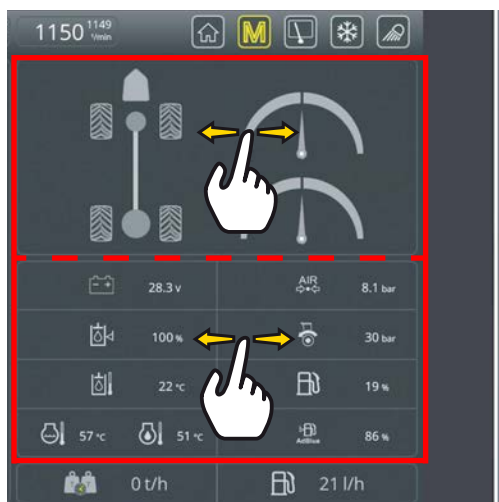 1150 1149 1/min
M
28.3 v AIR 8.1 bar
100 % 30 bar
22 °C 19 %
57 °C 51 °C AdBlue 86 %
0 t/h 21 l/h